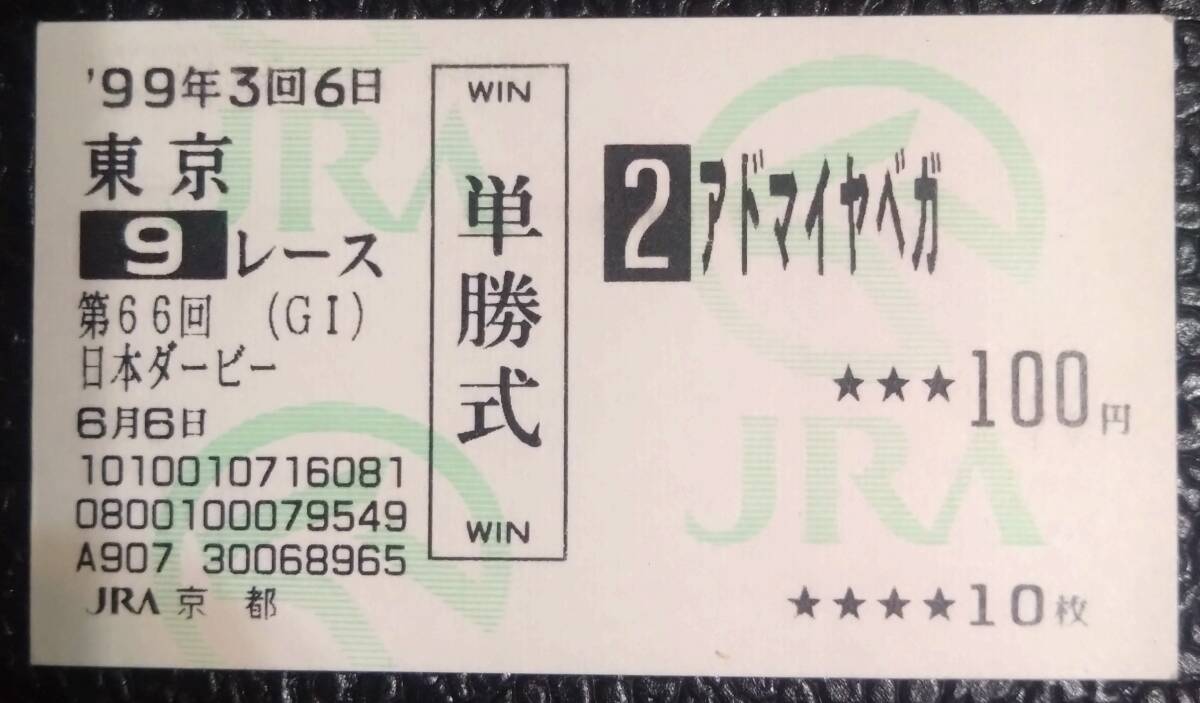 '99年3回6日
東京
9レース
第66回 (GI)
日本ダービー
6月6日
1010010716081
0800100079549
A907 30068965
JRA 京都
WIN
単勝式
WIN
2 アドマイヤベガ
★★★100円
★★★★10枚
JRA
JRA